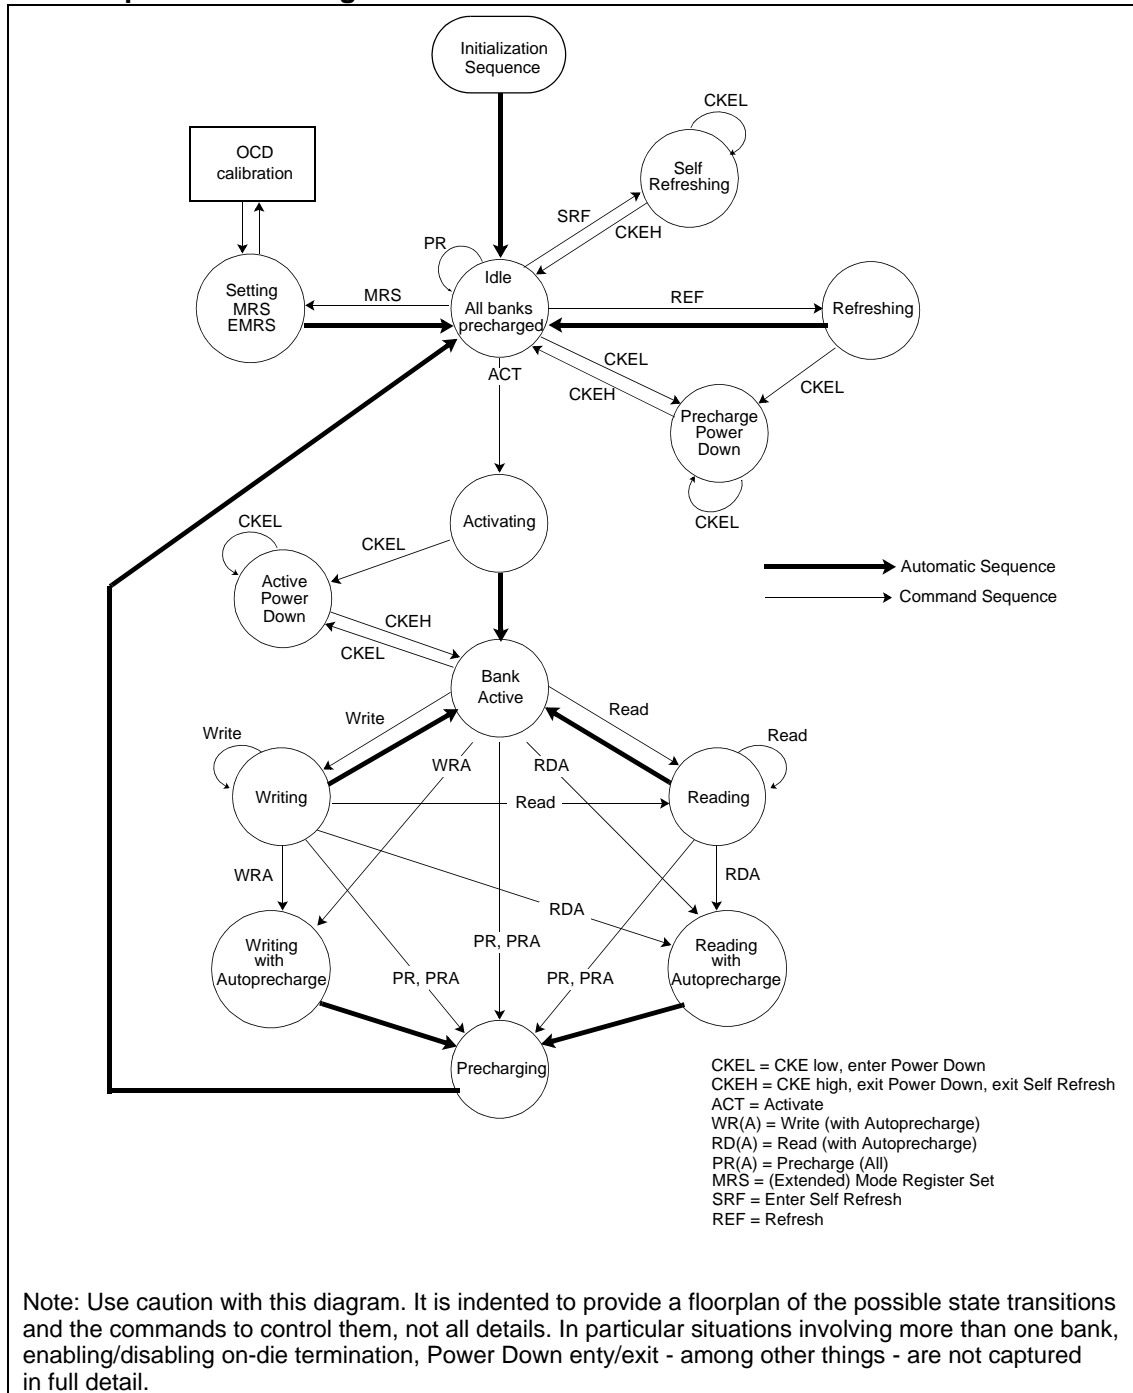 Initialization
Sequence
CKEL
OCD
calibration
Self
Refreshing
SRF
CKEH
PR
Idle
All banks
precharged
Setting
MRS
EMRS
MRS
REF
Refreshing
CKEL
CKEH
CKEL
ACT
Precharge
Power
Down
CKEL
Activating
CKEL
CKEL
Active
Power
Down
Automatic Sequence
Command Sequence
CKEH
CKEL
Bank
Active
Write
Read
Write
Read
WRA
RDA
Writing
Read
Reading
WRA
RDA
RDA
Writing
with
Autoprecharge
PR, PRA
Reading
with
Autoprecharge
PR, PRA
PR, PRA
Precharging
CKEL = CKE low, enter Power Down
CKEH = CKE high, exit Power Down, exit Self Refresh
ACT = Activate
WR(A) = Write (with Autoprecharge)
RD(A) = Read (with Autoprecharge)
PR(A) = Precharge (All)
MRS = (Extended) Mode Register Set
SRF = Enter Self Refresh
REF = Refresh
Note: Use caution with this diagram. It is indented to provide a floorplan of the possible state transitions
and the commands to control them, not all details. In particular situations involving more than one bank,
enabling/disabling on-die termination, Power Down enty/exit - among other things - are not captured
in full detail.